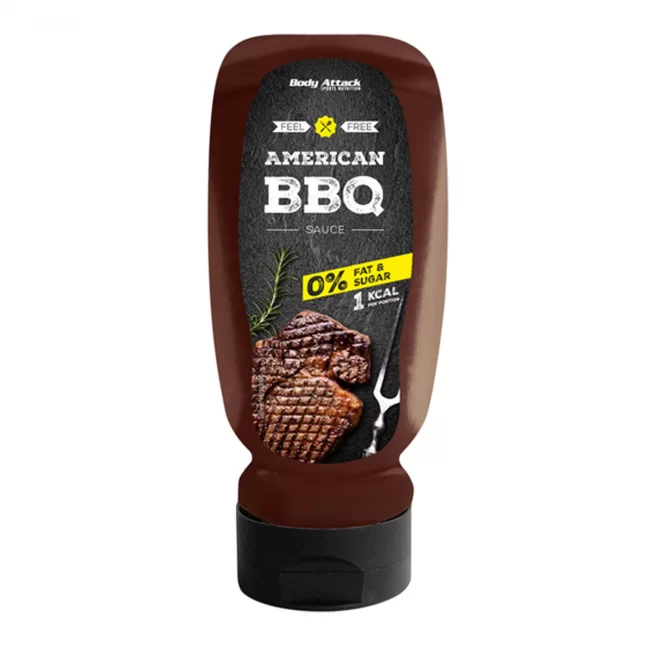 Body Attack
SPORTS NUTRITION
FEEL FREE
AMERICAN
BBQ
SAUCE
0% FAT &
SUGAR
1 KCAL
PER PORTION